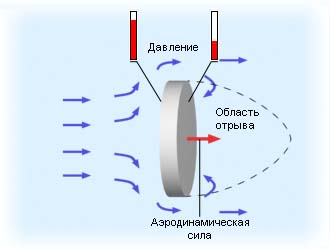 Давление
Область
отрыва
Аэродинамическая
сила